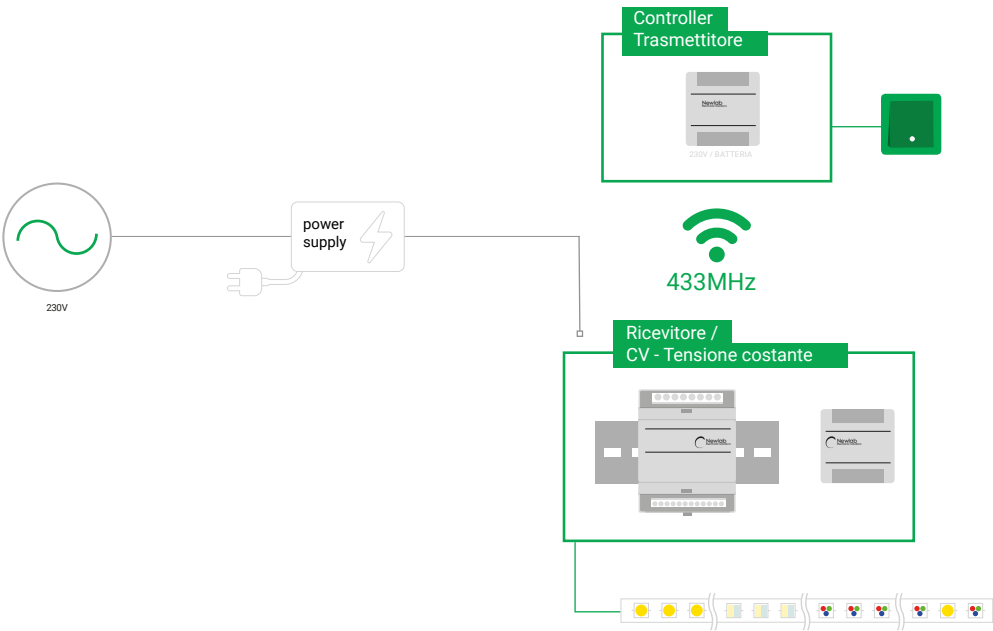 Controller
Trasmettitore
Newlab
230V / BATTERIA
power
supply
230V
433MHz
Ricevitore /
CV - Tensione costante
Newlab
Newlab